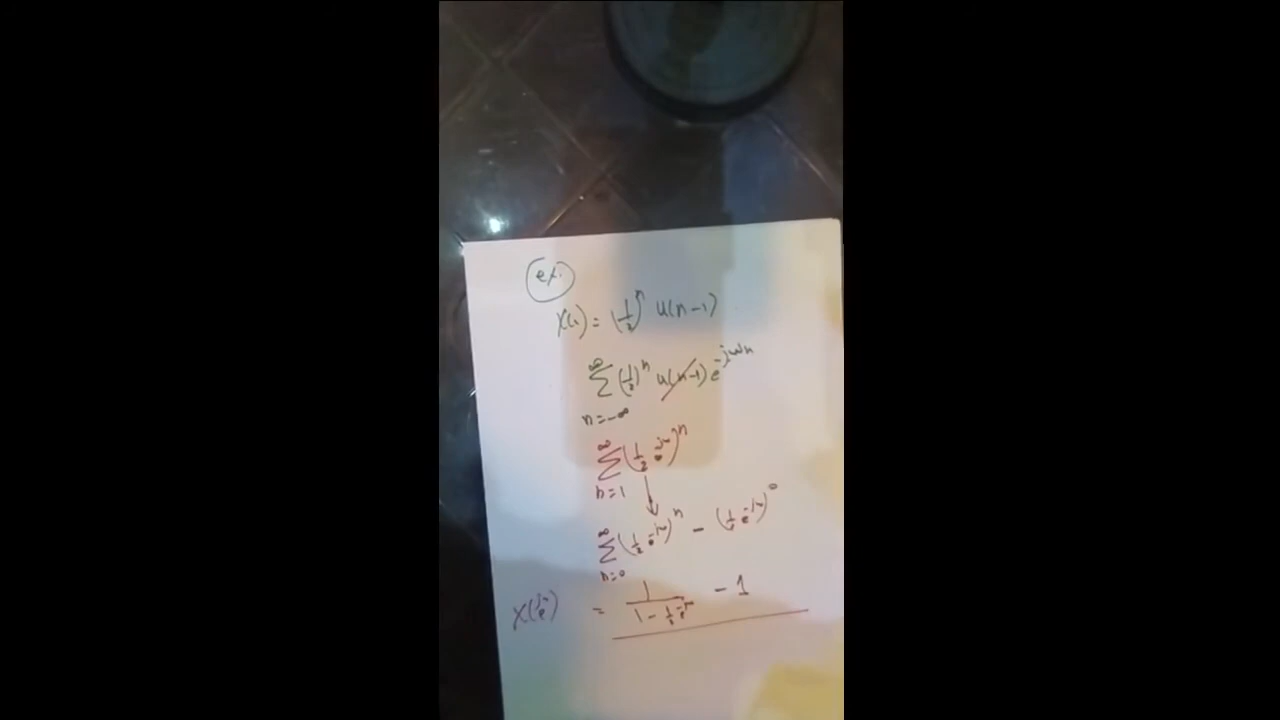 ex.
x(n) = (1/2)^n u(n-1)
∑_{n=-∞}^{∞} (1/2)^n u(n-1) e^{-jωn}
∑_{n=1}^{∞} (1/2 e^{-jω})^n
∑_{n=0}^{∞} (1/2 e^{-jω})^n - (1/2 e^{-jω})^0
X(e^{jω}) = 1/(1 - 1/2 e^{-jω}) - 1